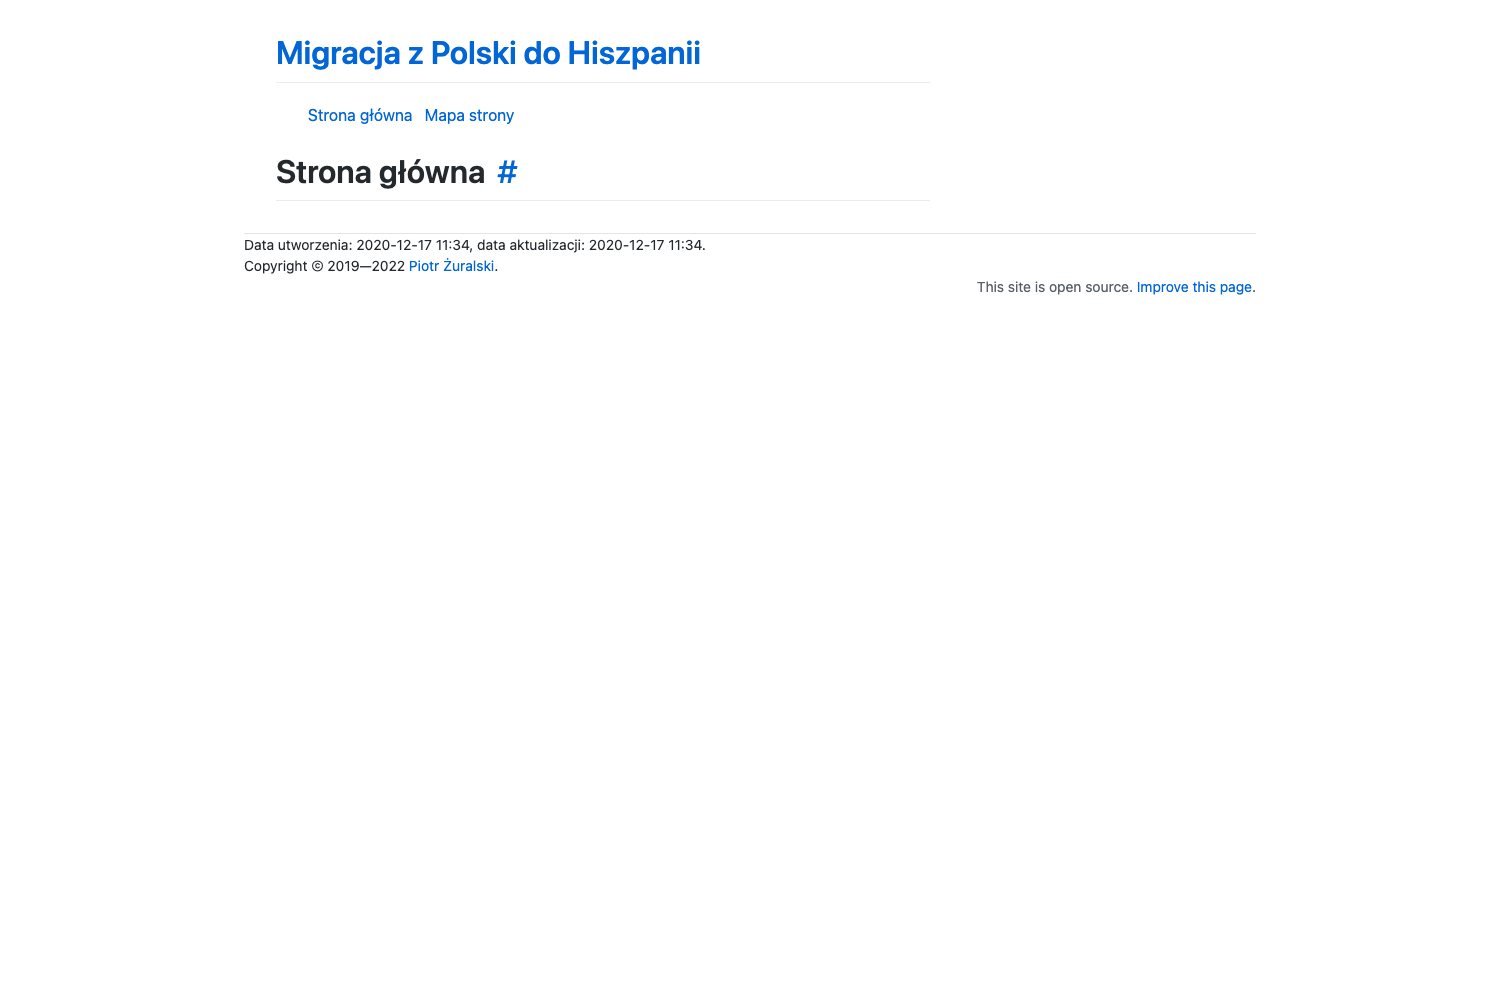 Migracja z Polski do Hiszpanii
Strona główna Mapa strony
Strona główna #
Data utworzenia: 2020-12-17 11:34, data aktualizacji: 2020-12-17 11:34.
Copyright © 2019—2022 Piotr Żuralski.
This site is open source. Improve this page.